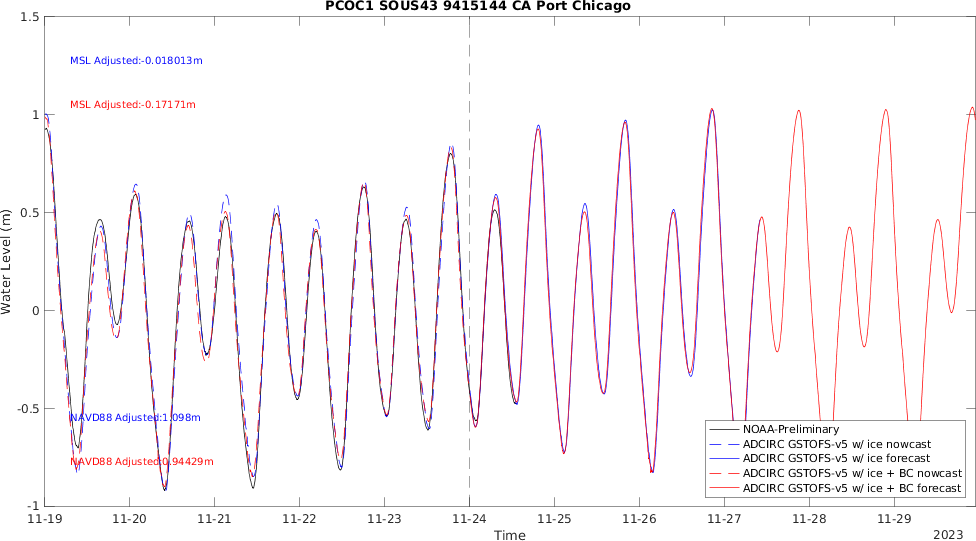 PCOC1 SOUS43 9415144 CA Port Chicago
1.5
1
0.5
0
-0.5
-1
Water Level (m)
MSL Adjusted:-0.018013m
MSL Adjusted:-0.17171m
NAVD88 Adjusted:1.098m
NAVD88 Adjusted:0.94429m
NOAA-Preliminary
ADCIRC GSTOFS-v5 w/ ice nowcast
ADCIRC GSTOFS-v5 w/ ice forecast
ADCIRC GSTOFS-v5 w/ ice + BC nowcast
ADCIRC GSTOFS-v5 w/ ice + BC forecast
11-19 11-20 11-21 11-22 11-23 11-24 11-25 11-26 11-27 11-28 11-29
Time
2023